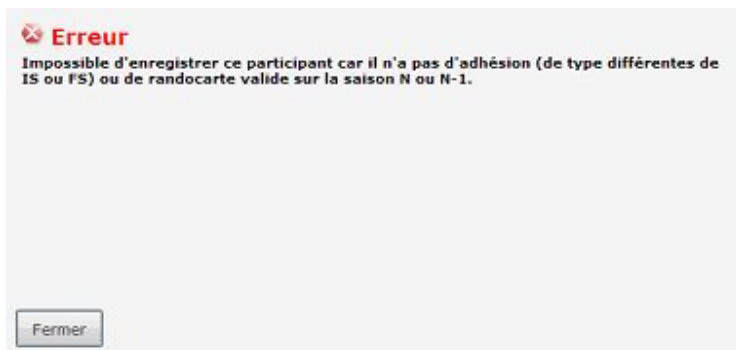 Erreur
Impossible d'enregistrer ce participant car il n'a pas d'adhésion (de type différentes de
IS ou FS) ou de randocarte valide sur la saison N ou N-1.
Fermer